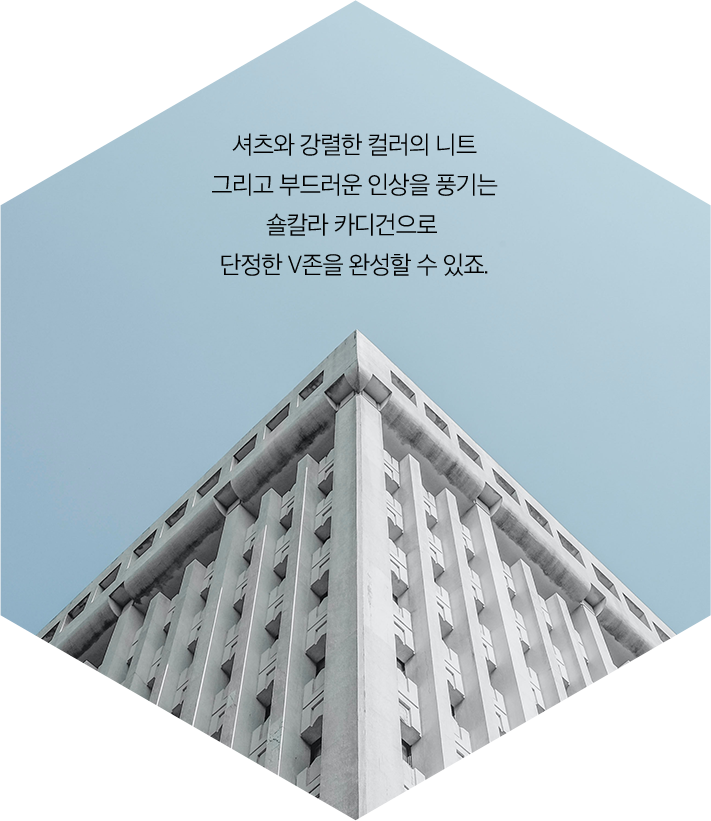 셔츠와 강렬한 컬러의 니트
그리고 부드러운 인상을 풍기는
숄칼라 카디건으로
단정한 V존을 완성할 수 있죠.